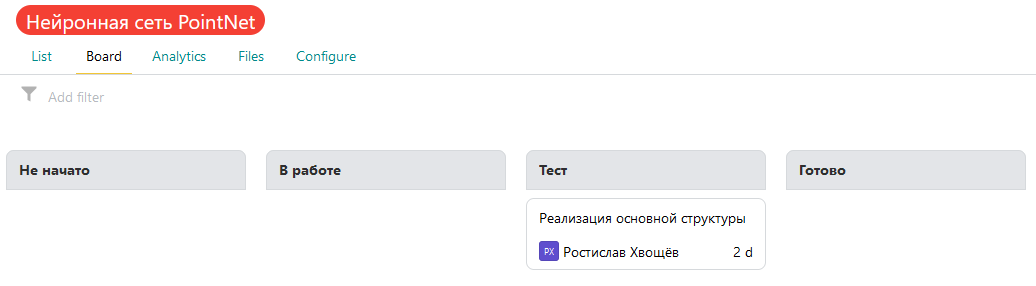 Нейронная сеть PointNet
List Board Analytics Files Configure
Add filter
Не начато В работе Тест Готово
Реализация основной структуры
РХ Ростислав Хвощёв 2 d